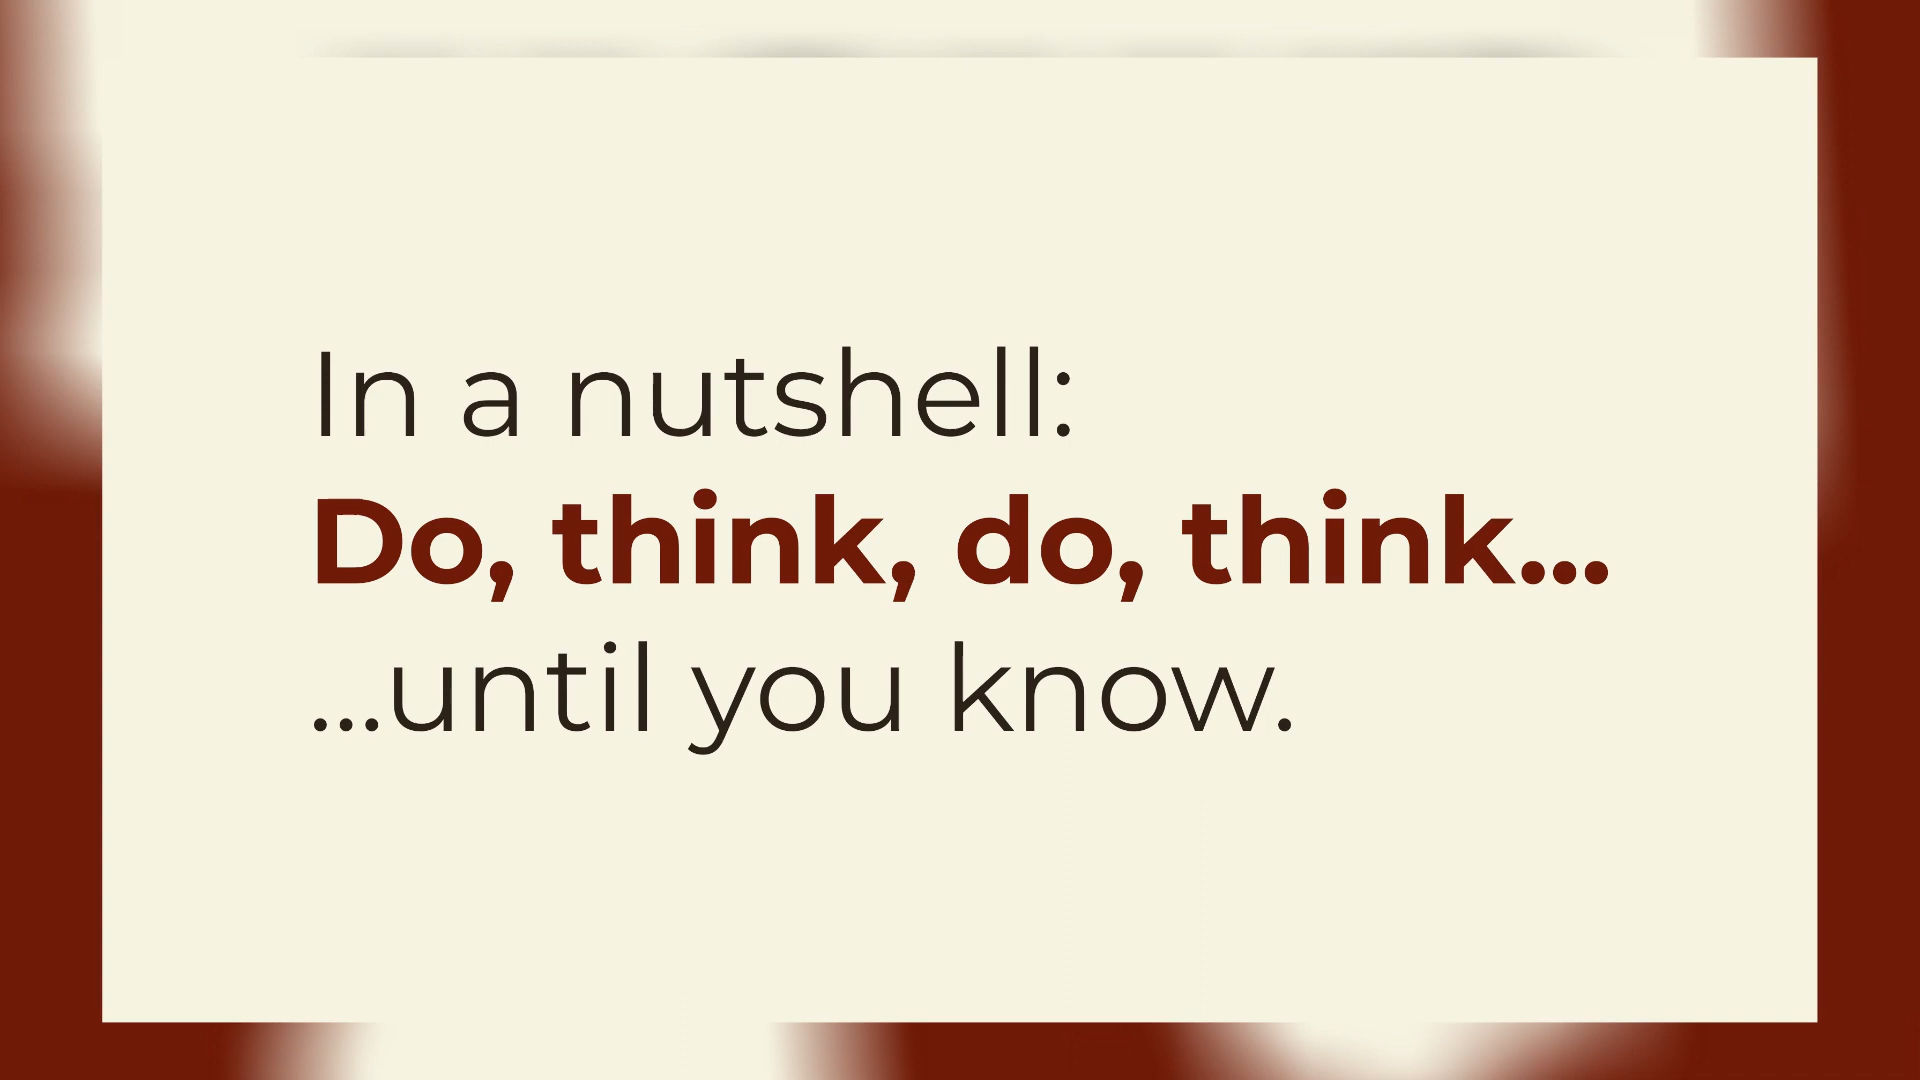 In a nutshell:
Do, think, do, think...
...until you know.